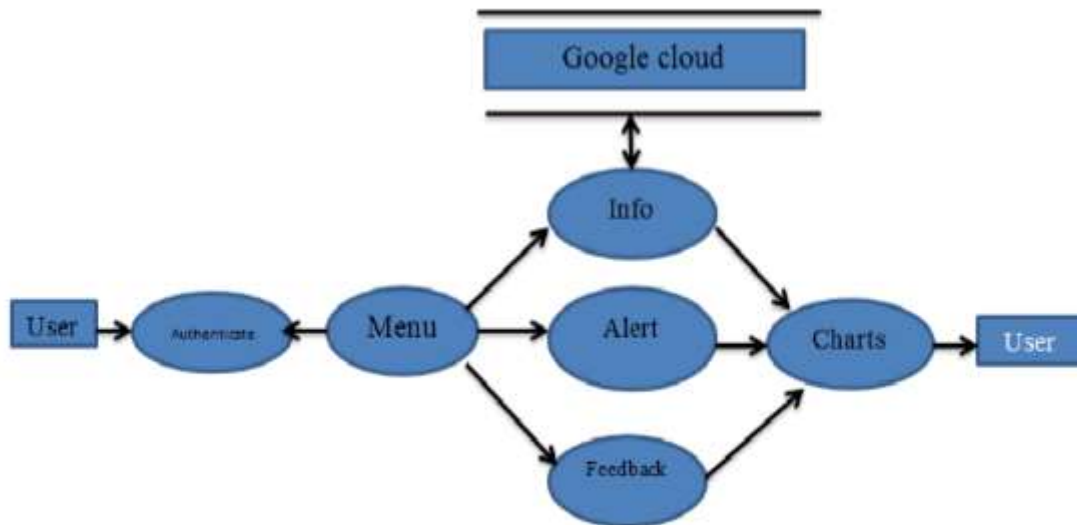 Google cloud
Info
User
Authenticate
Menu
Alert
Charts
User
Feedback